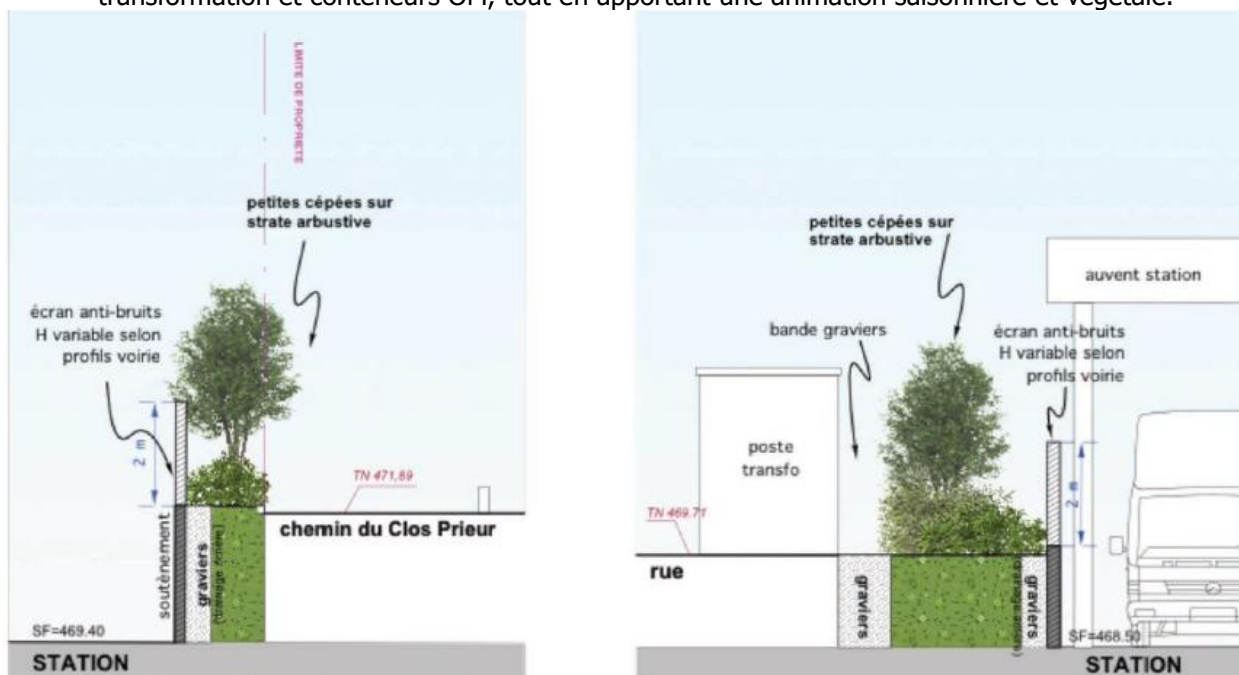 transformation et conteneurs OM, tout en apportant une animation saisonnière et végétale.
LIMITE DE PROPRIETE
petites cépées sur
strate arbustive
écran anti-bruits
H variable selon
profils voirie
2 m
TN 471,69
chemin du Clos Prieur
soutènement
graviers
SF=469.40
STATION
petites cépées sur
strate arbustive
auvent station
bande graviers
écran anti-bruits
H variable selon
profils voirie
poste
transfo
2 m
TN 469.71
rue
graviers
graviers
SF=468.50
STATION